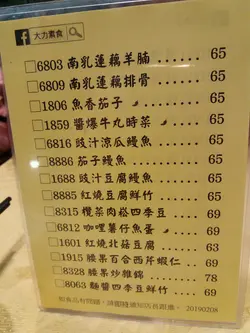 f 大力素食
6803 南乳蓮藕羊腩 ...... 65
6809 南乳蓮藕排骨 ...... 65
1806 魚香茄子 ...... 65
1859 醬爆牛丸時菜 ...... 65
6816 豉汁涼瓜鰻魚 ...... 65
8886 茄子鰻魚 ...... 65
1688 豉汁豆腐鰻魚 ...... 65
8885 紅燒豆腐鮮竹 ...... 65
8315 欖菜肉崧四季豆 ... 69
6812 咖哩薯仔魚蛋 ... 69
1601 紅燒北菇豆腐 ...... 63
1915 腰果百合西芹蝦仁 .. 69
8328 腰果炒雜錦 ...... 78
8063 麵醬四季豆鮮竹 ... 69
如食品有問題，請即時通知店員跟進。 20190208